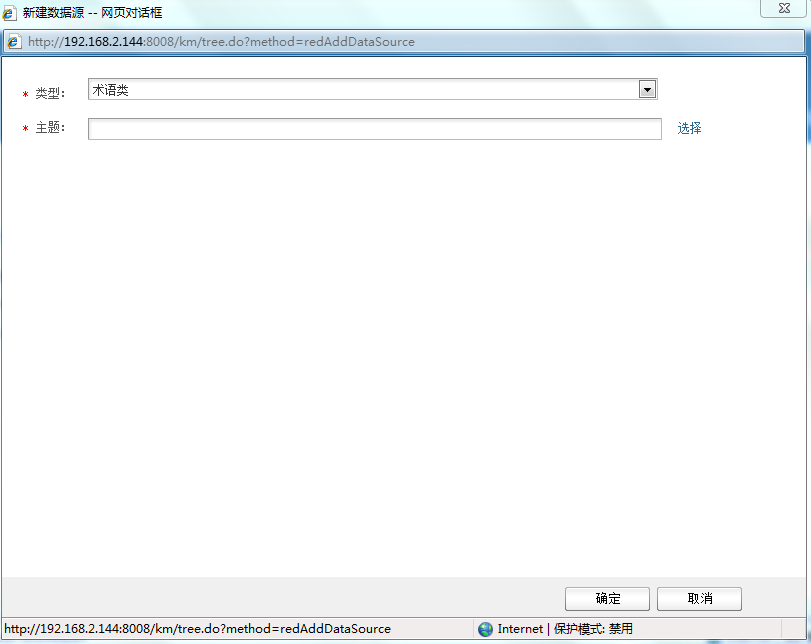 新建数据源 -- 网页对话框
http://192.168.2.144:8008/km/tree.do?method=redAddDataSource
* 类型： 术语类
* 主题： 选择
确定 取消
http://192.168.2.144:8008/km/tree.do?method=redAddDataSource Internet | 保护模式: 禁用